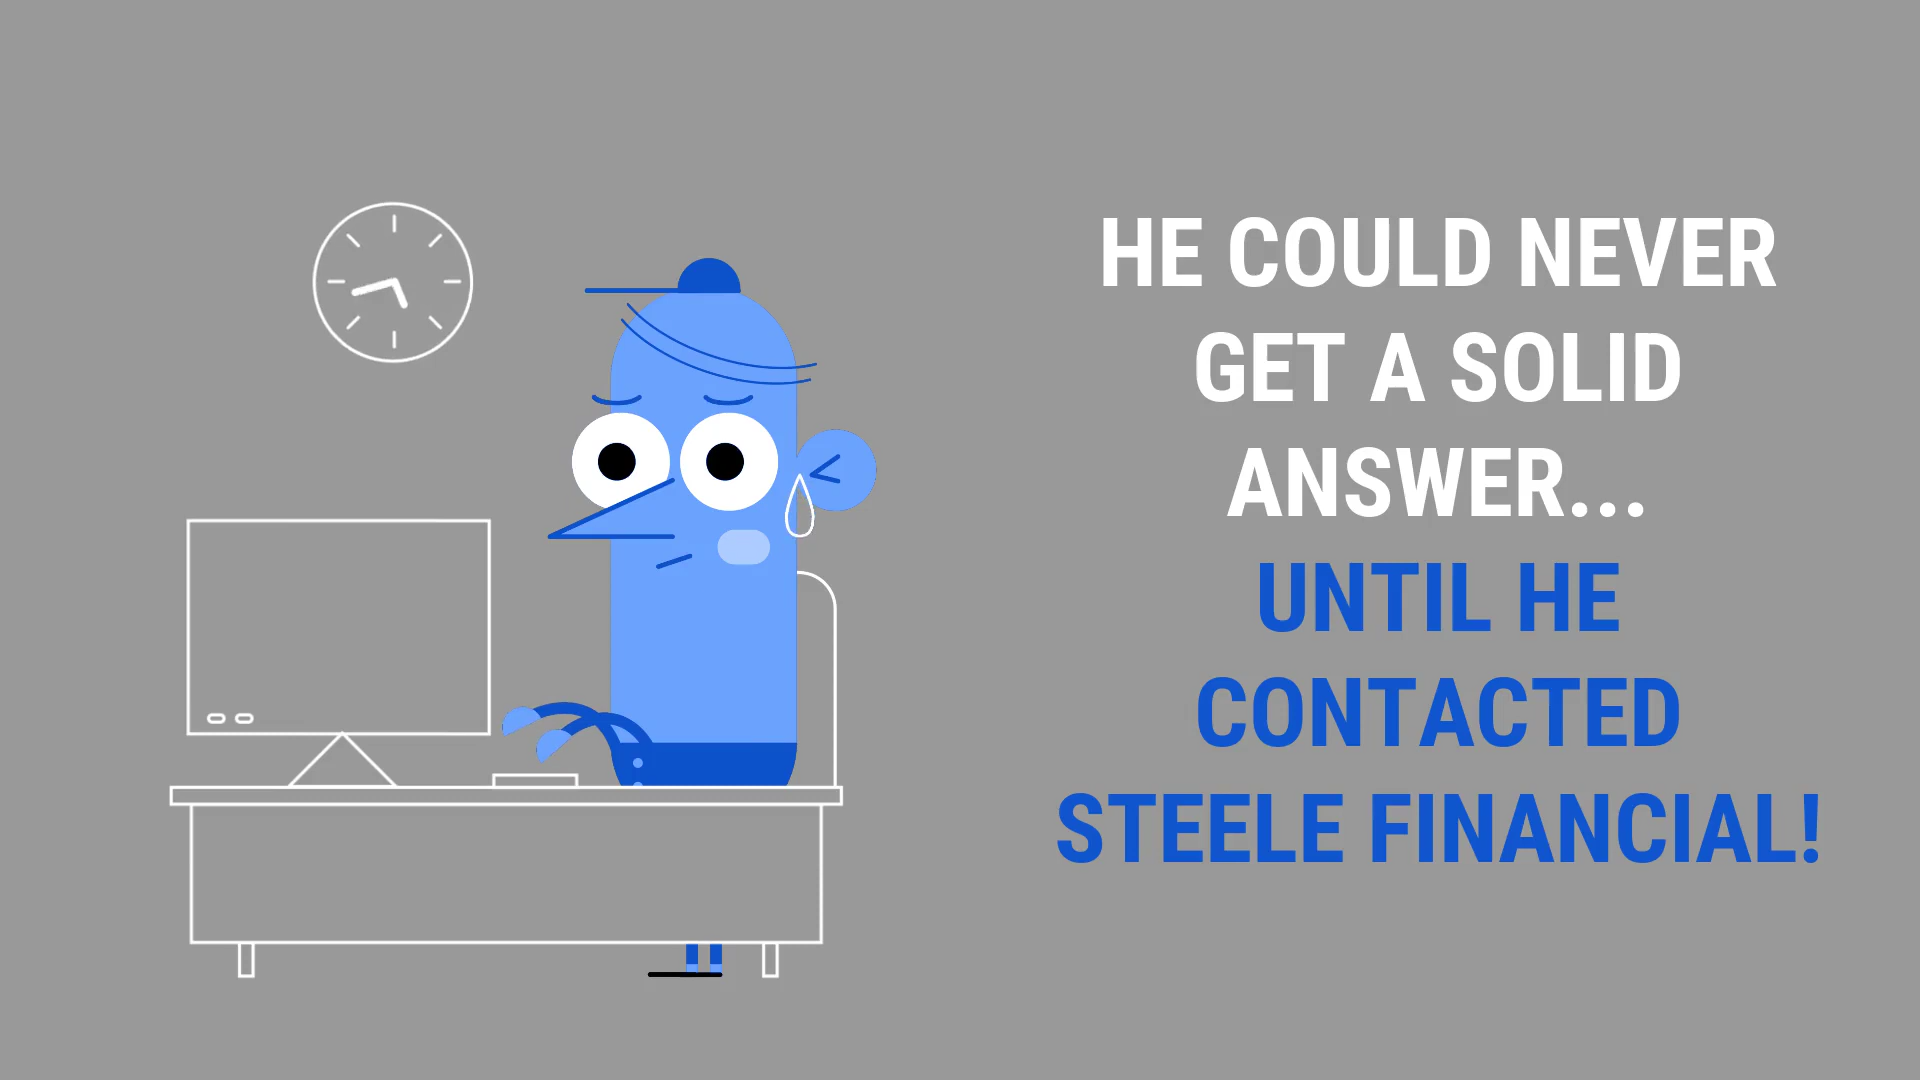 HE COULD NEVER
GET A SOLID
ANSWER...
UNTIL HE
CONTACTED
STEELE FINANCIAL!